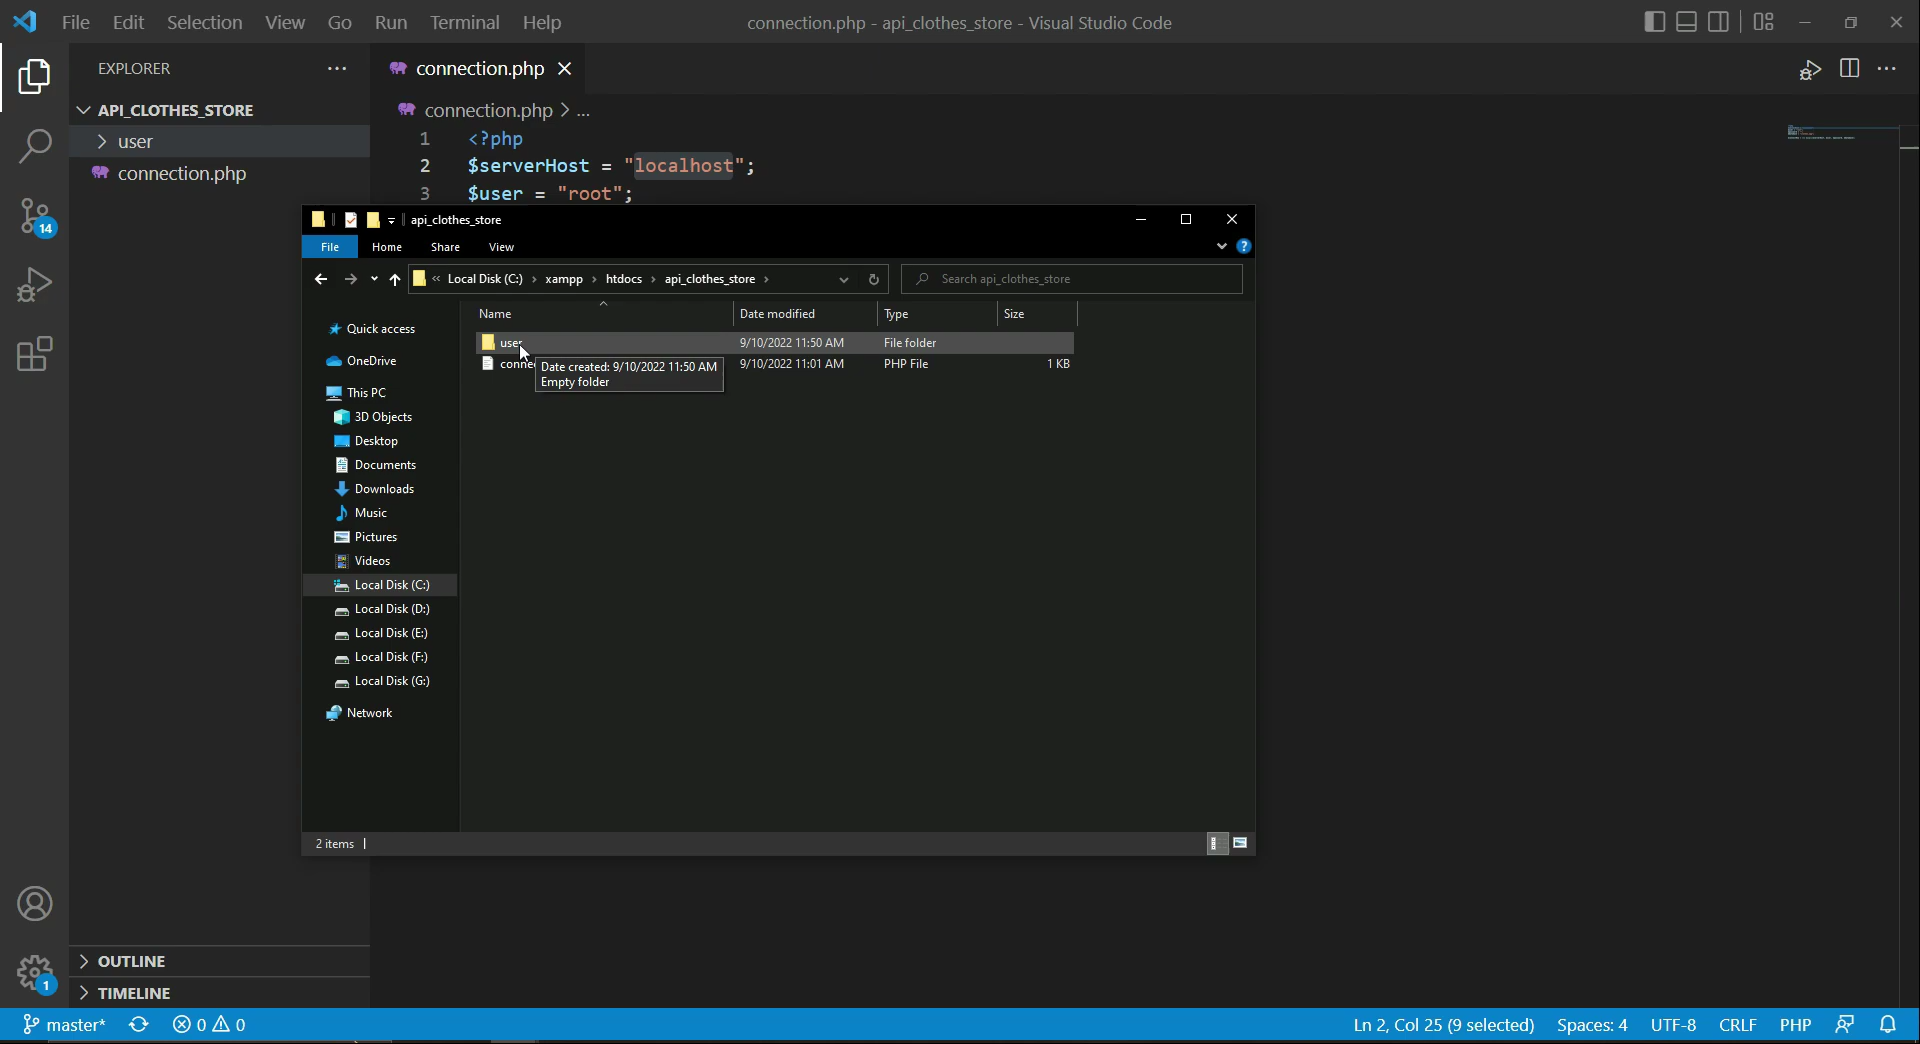 File Edit Selection View Go Run Terminal Help
connection.php - api_clothes_store - Visual Studio Code
EXPLORER
API_CLOTHES_STORE
user
connection.php
14
1
connection.php
connection.php > ...
1 <?php
2 $serverHost = "localhost";
3 $user = "root";
api_clothes_store
File Home Share View
« Local Disk (C:) › xampp › htdocs › api_clothes_store ›
Search api_clothes_store
Name Date modified Type Size
user 9/10/2022 11:50 AM File folder
9/10/2022 11:01 AM PHP File 1 KB
Date created: 9/10/2022 11:50 AM
Empty folder
Quick access
OneDrive
This PC
3D Objects
Desktop
Documents
Downloads
Music
Pictures
Videos
Local Disk (C:)
Local Disk (D:)
Local Disk (E:)
Local Disk (F:)
Local Disk (G:)
Network
2 items
OUTLINE
TIMELINE
master* 0 0
Ln 2, Col 25 (9 selected) Spaces: 4 UTF-8 CRLF PHP